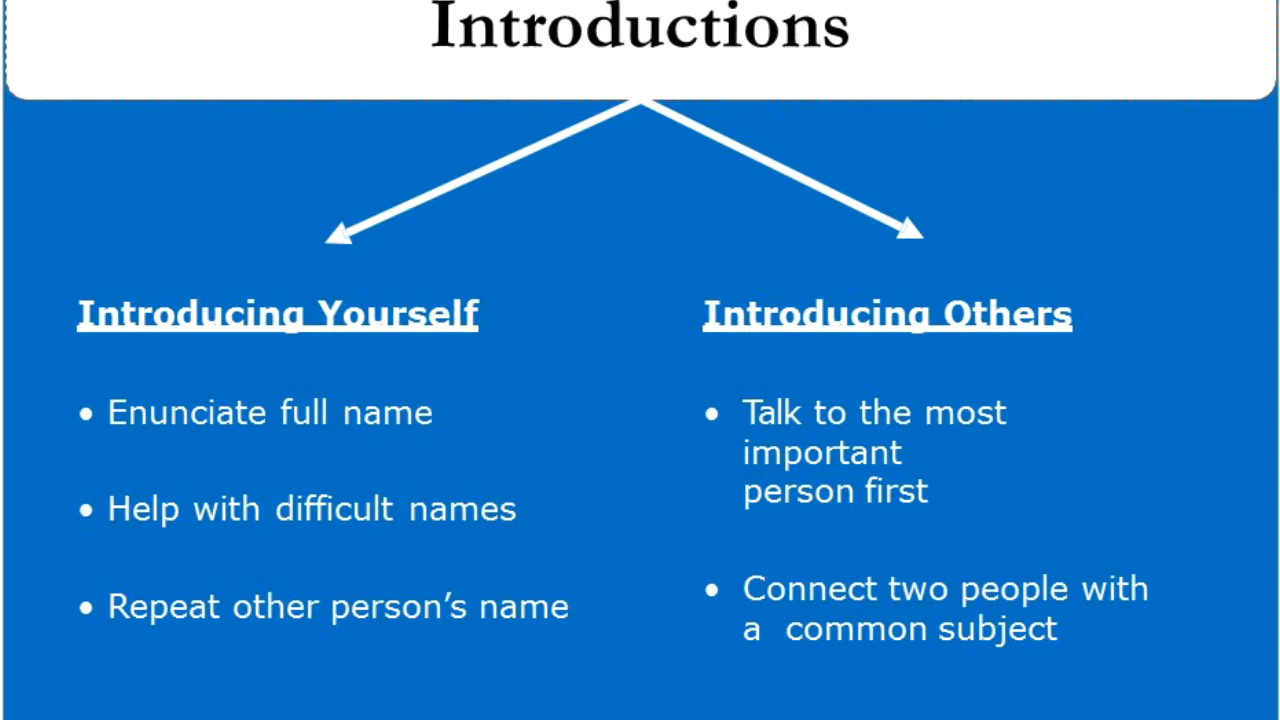 Introductions
Introducing Yourself
• Enunciate full name
• Help with difficult names
• Repeat other person’s name
Introducing Others
• Talk to the most
important
person first
• Connect two people with
a common subject